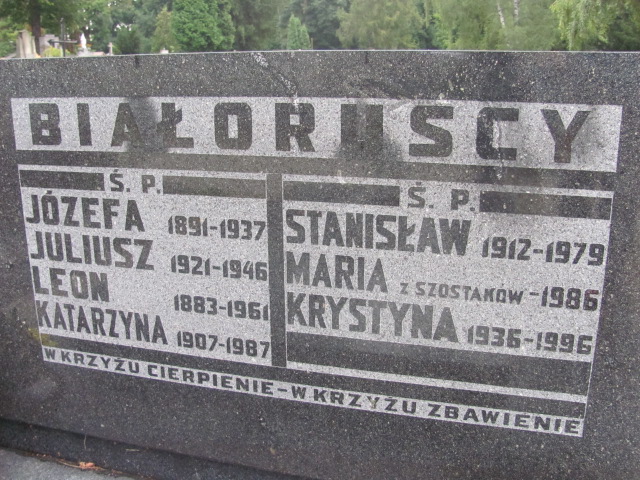 BIAŁORUSCY
Ś. P.
JÓZEFA 1891-1937
JULIUSZ 1921-1946
LEON 1883-1961
KATARZYNA 1907-1987
Ś. P.
STANISŁAW 1912-1979
MARIA Z SZOSTAKÓW -1986
KRYSTYNA 1936-1996
W KRZYŻU CIERPIENIE - W KRZYŻU ZBAWIENIE